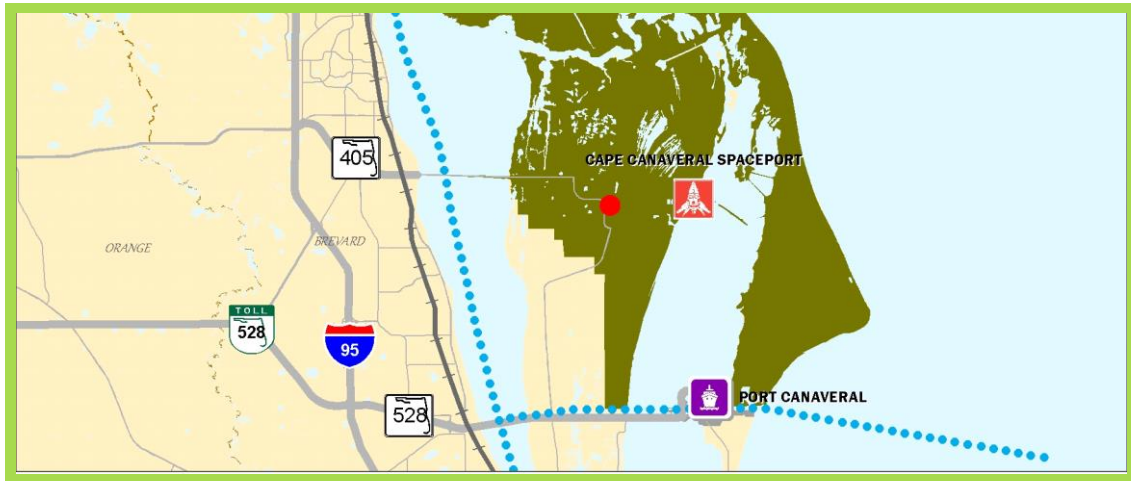 405
CAPE CANAVERAL SPACEPORT
ORANGE
BREVARD
TOLL
528
95
528
PORT CANAVERAL